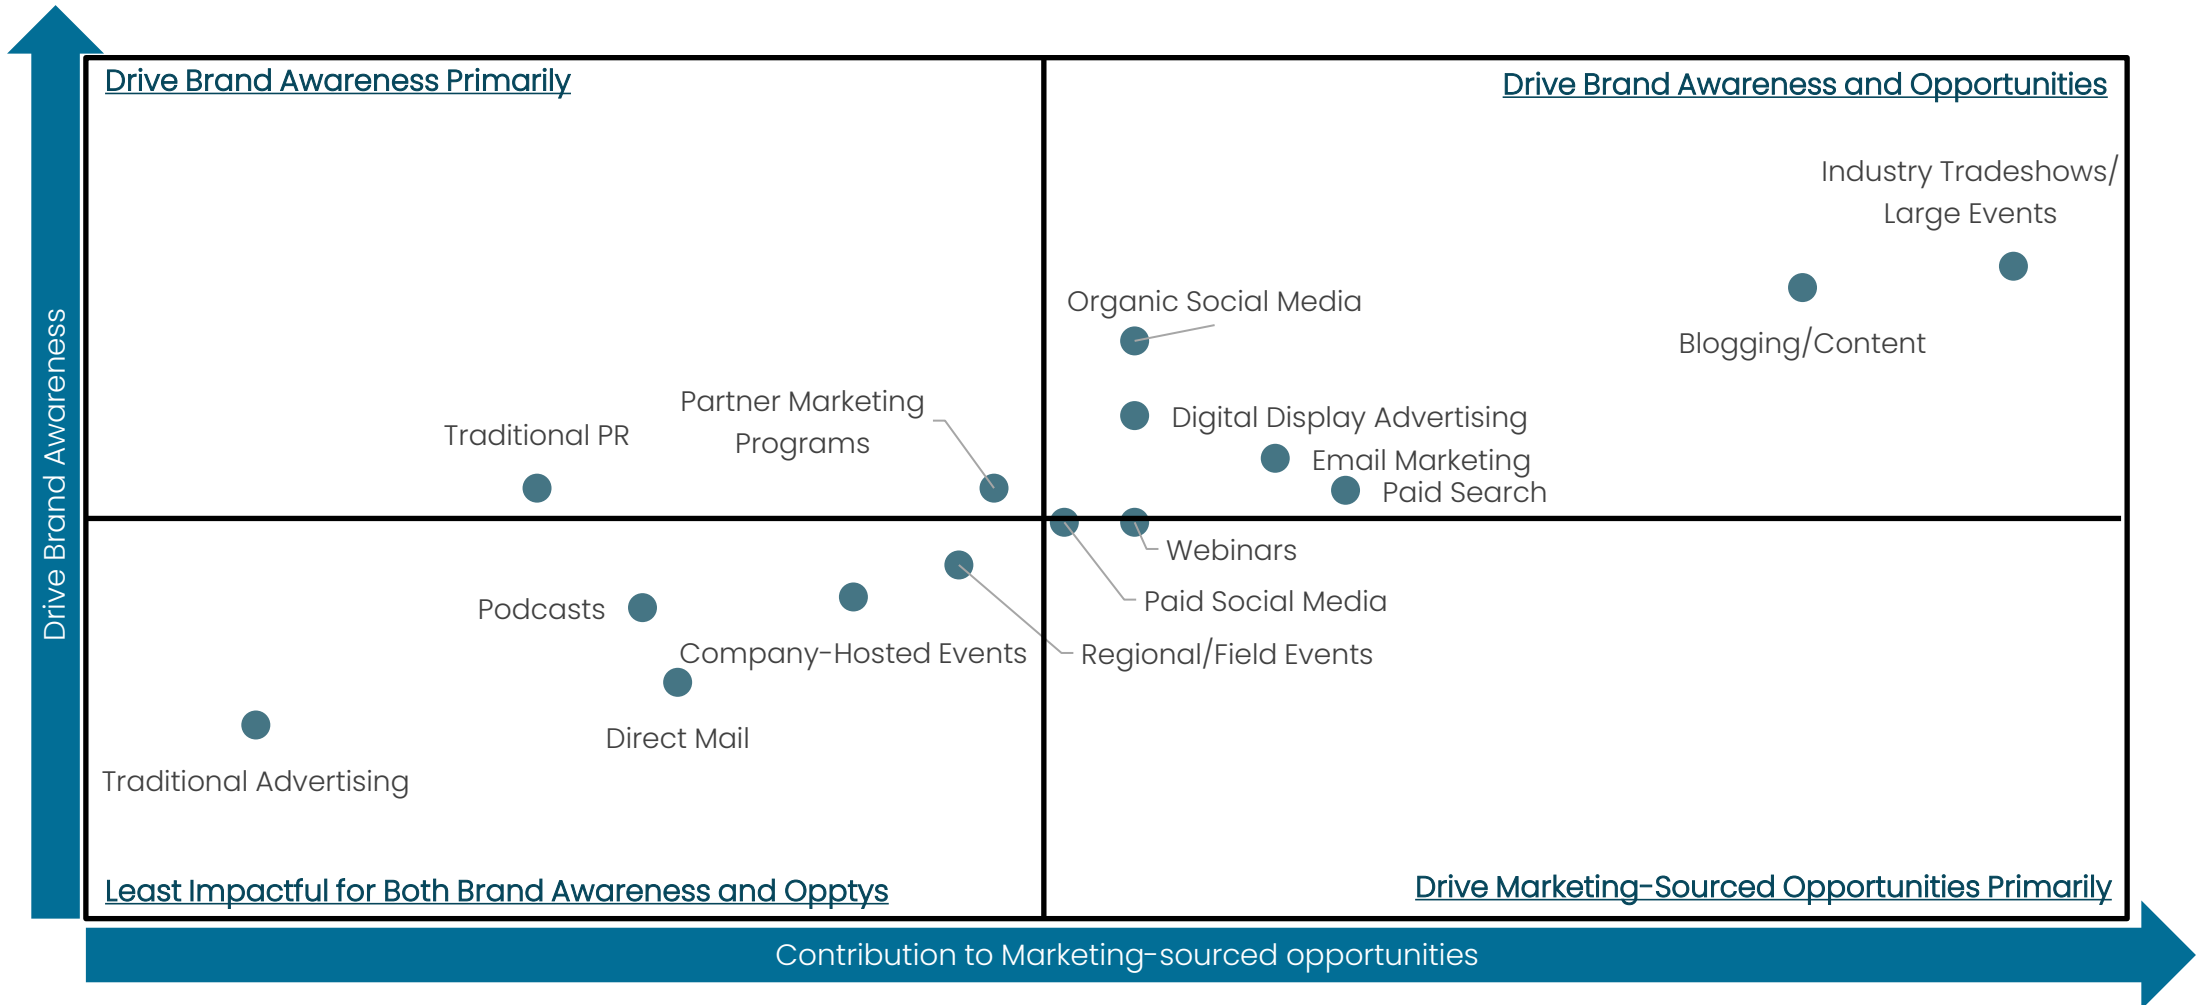 Drive Brand Awareness Primarily
Drive Brand Awareness and Opportunities
Industry Tradeshows/
Large Events
Organic Social Media
Blogging/Content
Partner Marketing
Programs
Traditional PR
Digital Display Advertising
Email Marketing
Paid Search
Webinars
Paid Social Media
Podcasts
Company-Hosted Events
Regional/Field Events
Direct Mail
Traditional Advertising
Least Impactful for Both Brand Awareness and Opptys
Drive Marketing-Sourced Opportunities Primarily
Drive Brand Awareness
Contribution to Marketing-sourced opportunities